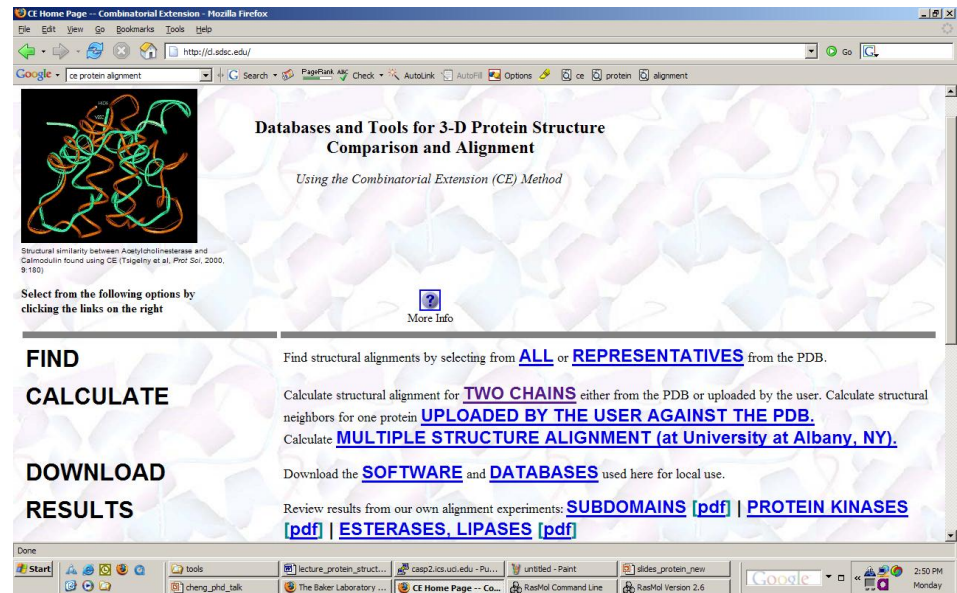 CE Home Page -- Combinatorial Extension - Mozilla Firefox
File Edit View Go Bookmarks Tools Help
http://cl.sdsc.edu/
Go
Google
ce protein alignment
Search PageRank ABC Check AutoLink AutoFill Options ce protein alignment
Databases and Tools for 3-D Protein Structure
Comparison and Alignment
Using the Combinatorial Extension (CE) Method
Structural similarity between Acetylcholinesterase and
Calmodulin found using CE (Tsigelny et al, Prot Sci, 2000,
9:180)
Select from the following options by
clicking the links on the right
?
More Info
FIND
Find structural alignments by selecting from ALL or REPRESENTATIVES from the PDB.
CALCULATE
Calculate structural alignment for TWO CHAINS either from the PDB or uploaded by the user. Calculate structural
neighbors for one protein UPLOADED BY THE USER AGAINST THE PDB.
Calculate MULTIPLE STRUCTURE ALIGNMENT (at University at Albany, NY).
DOWNLOAD
Download the SOFTWARE and DATABASES used here for local use.
RESULTS
Review results from our own alignment experiments: SUBDOMAINS [pdf] | PROTEIN KINASES
[pdf] | ESTERASES, LIPASES [pdf]
Done
Start
tools
lecture_protein_struct...
casp2.ics.uci.edu - Pu...
untitled - Paint
slides_protein_new
Google
2:50 PM
cheng_phd_talk
The Baker Laboratory ...
CE Home Page -- Co...
RasMol Command Line
RasMol Version 2.6
Monday